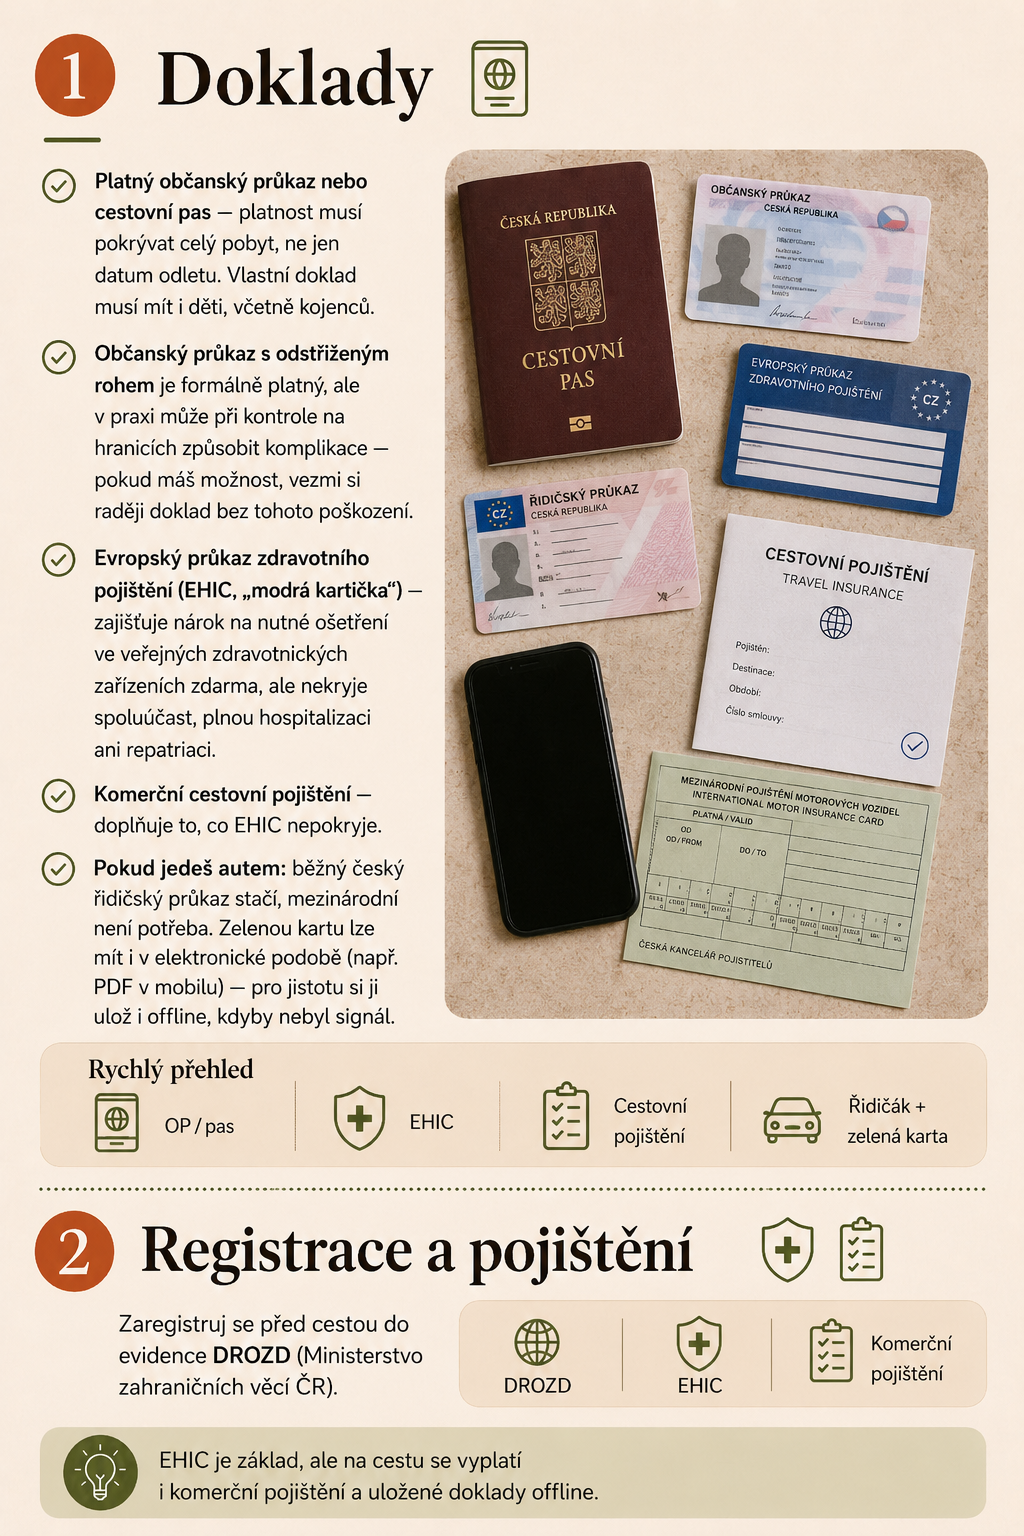 1 Doklady
Platný občanský průkaz nebo
cestovní pas — platnost musí
pokrývat celý pobyt, ne jen
datum odletu. Vlastní doklad
musí mít i děti, včetně kojenců.
Občanský průkaz s odstřiženým
rohem je formálně platný, ale
v praxi může při kontrole na
hranicích způsobit komplikace —
pokud máš možnost, vezmi si
raději doklad bez tohoto poškození.
Evropský průkaz zdravotního
pojištění (EHIC, „modrá kartička“) —
zajišťuje nárok na nutné ošetření
ve veřejných zdravotnických
zařízeních zdarma, ale nekryje
spoluúčast, plnou hospitalizaci
ani repatriaci.
Komerční cestovní pojištění —
doplňuje to, co EHIC nepokryje.
Pokud jedeš autem: běžný český
řidičský průkaz stačí, mezinárodní
není potřeba. Zelenou kartu lze
mít i v elektronické podobě (např.
PDF v mobilu) — pro jistotu si ji
ulož i offline, kdyby nebyl signál.
ČESKÁ REPUBLIKA
CESTOVNÍ
PAS
OBČANSKÝ PRŮKAZ
ČESKÁ REPUBLIKA
EVROPSKÝ PRŮKAZ
ZDRAVOTNÍHO POJIŠTĚNÍ
CZ
CZ
ŘIDIČSKÝ PRŮKAZ
ČESKÁ REPUBLIKA
CESTOVNÍ POJIŠTĚNÍ
TRAVEL INSURANCE
Pojištěn:
Destinace:
Období:
Číslo smlouvy:
MEZINÁRODNÍ POJIŠTĚNÍ MOTOROVÝCH VOZIDEL
INTERNATIONAL MOTOR INSURANCE CARD
PLATNÁ / VALID
OD
OD / FROM
DO / TO
ČESKÁ KANCELÁŘ POJISTITELŮ
Rychlý přehled
OP / pas
EHIC
Cestovní
pojištění
Řidičák +
zelená karta
2 Registrace a pojištění
Zaregistruj se před cestou do
evidence DROZD (Ministerstvo
zahraničních věcí ČR).
DROZD
EHIC
Komerční
pojištění
EHIC je základ, ale na cestu se vyplatí
i komerční pojištění a uložené doklady offline.